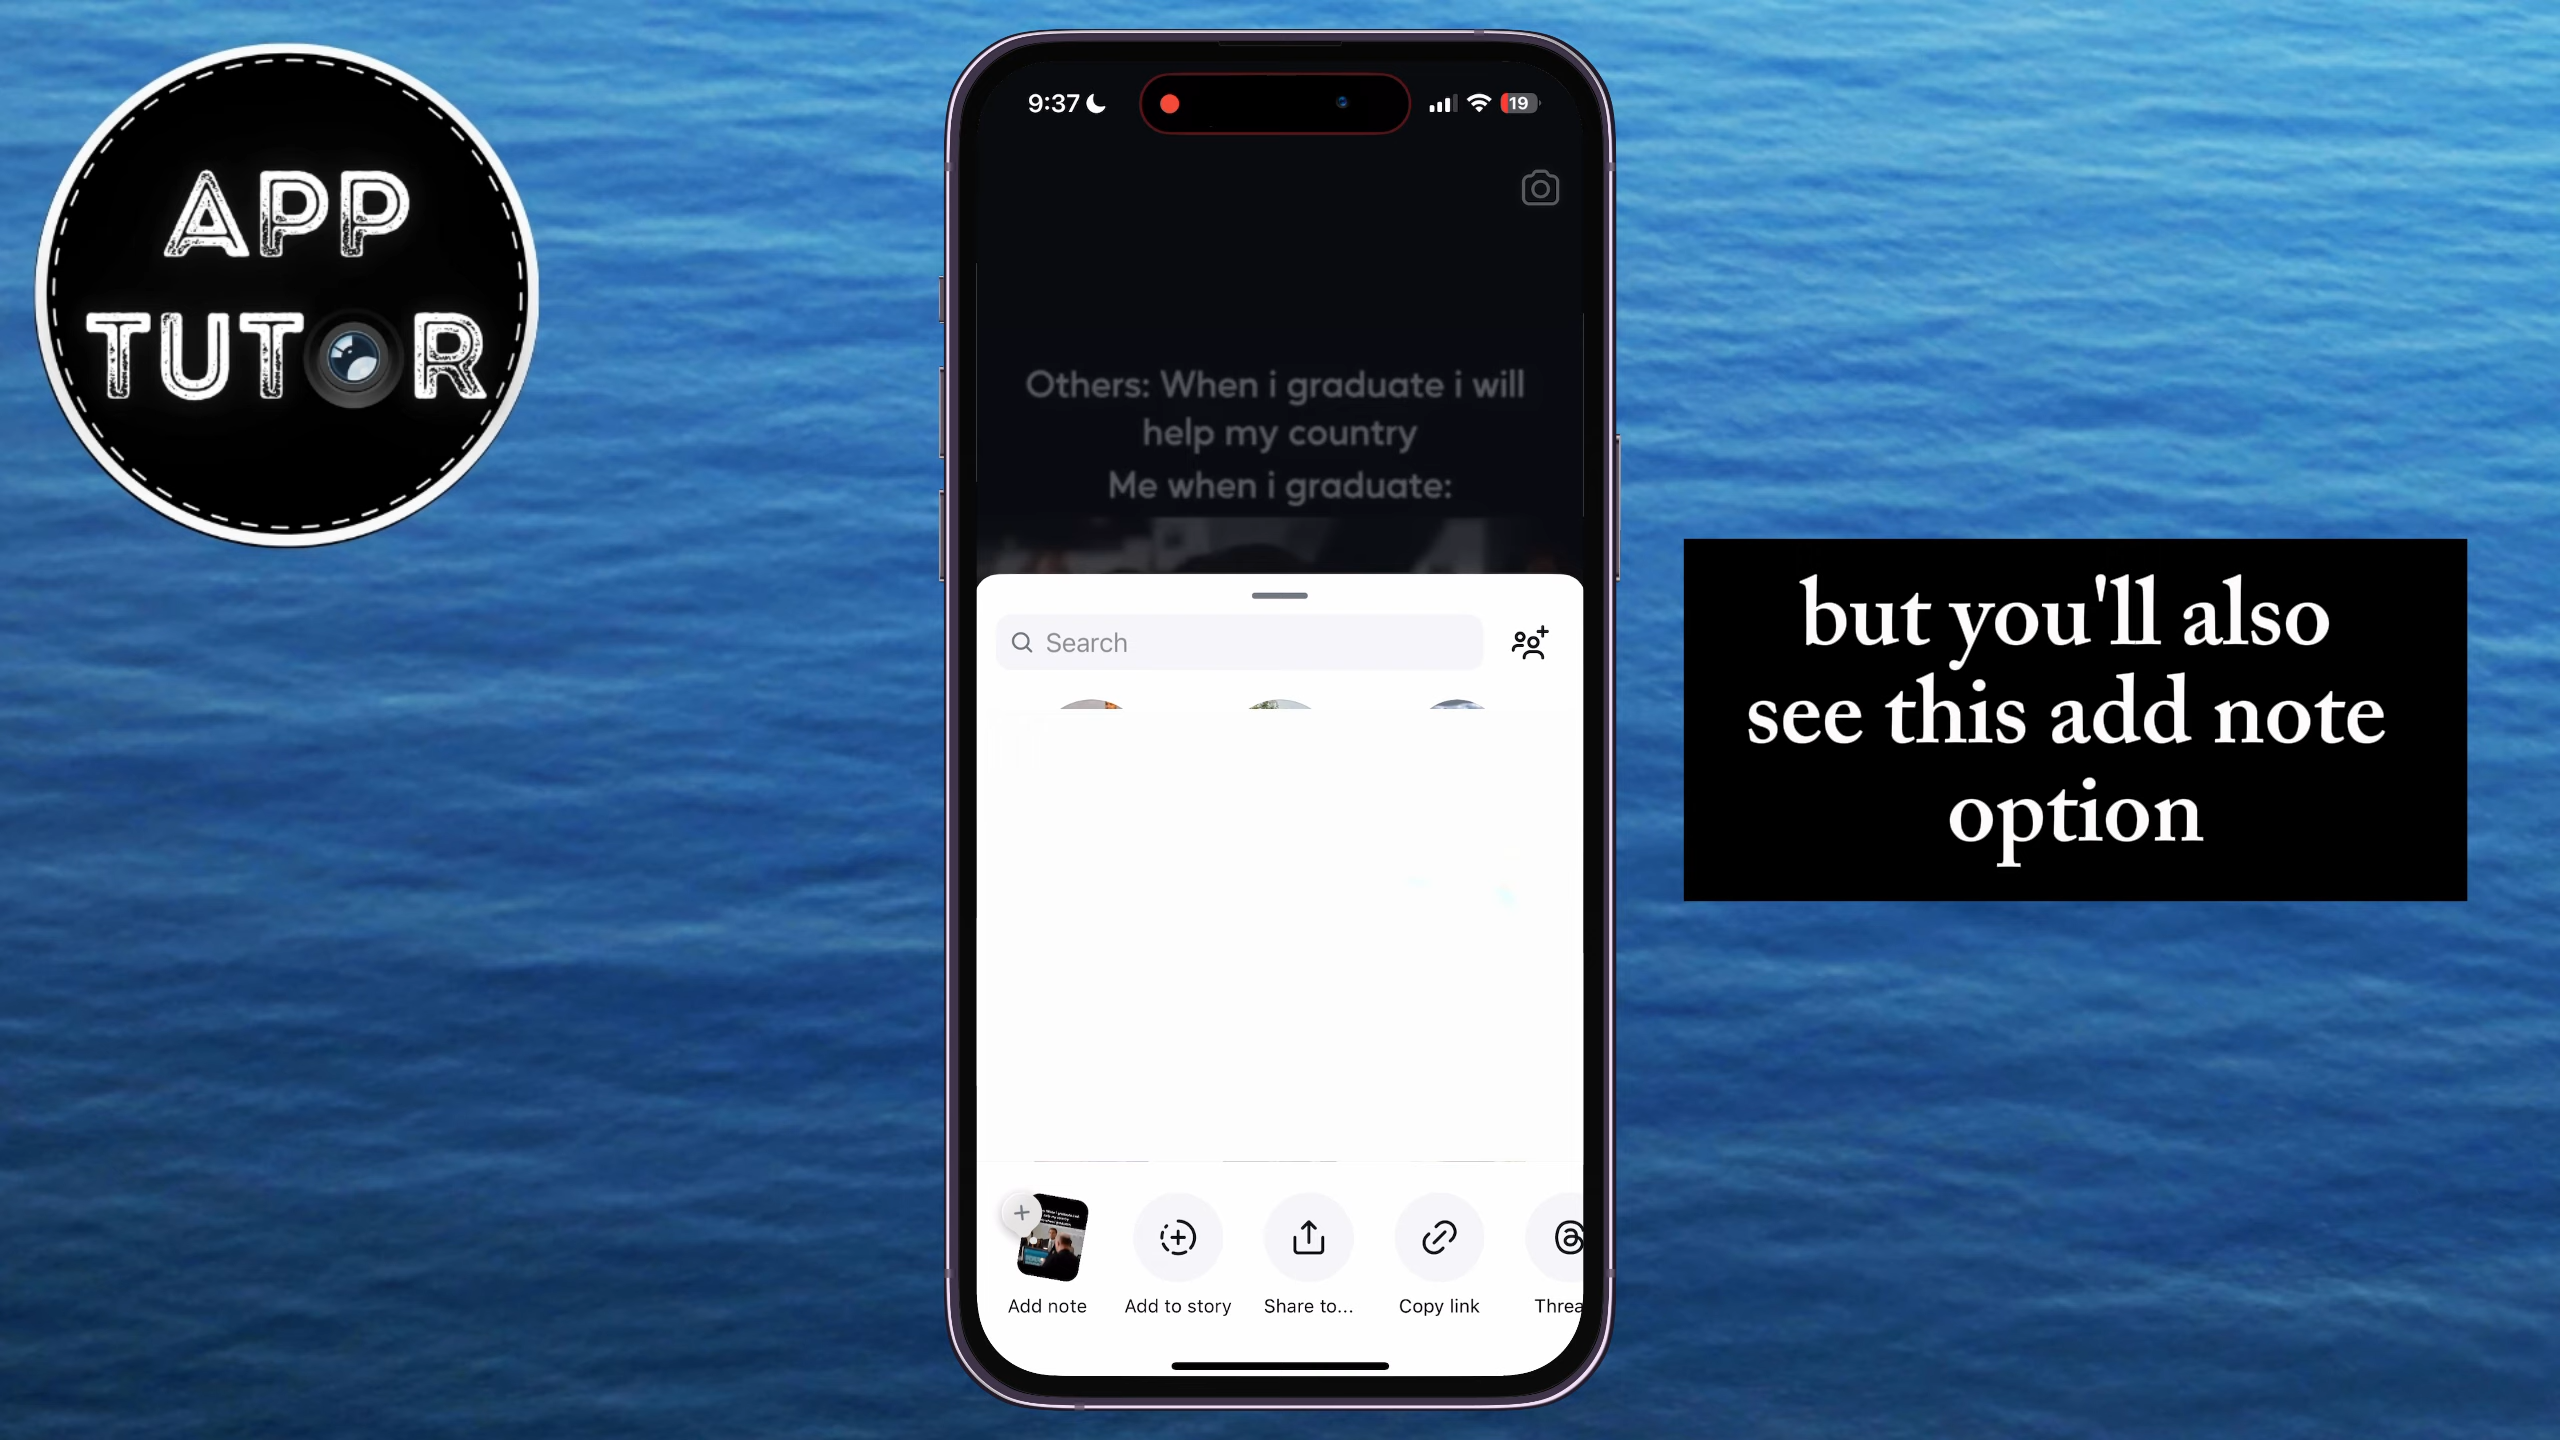 APP
TUTOR
9:37
19
Others: When i graduate i will
help my country
Me when i graduate:
Search
Add note
Add to story
Share to...
Copy link
Threa
but you'll also
see this add note
option